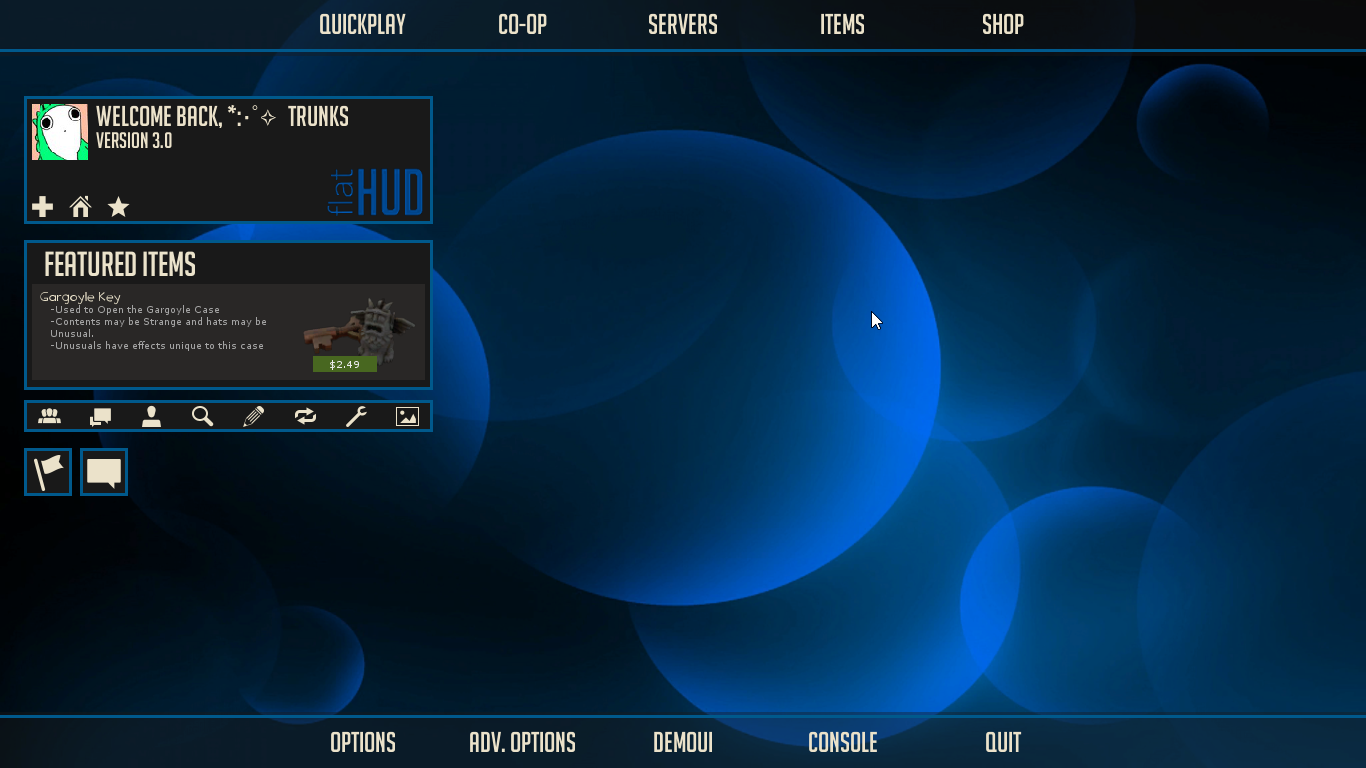 QUICKPLAY CO-OP SERVERS ITEMS SHOP
WELCOME BACK, *:·ﾟ✧ TRUNKS
VERSION 3.0
flat HUD
FEATURED ITEMS
Gargoyle Key
-Used to Open the Gargoyle Case
-Contents may be Strange and hats may be
Unusual.
-Unusuals have effects unique to this case
$2.49
OPTIONS ADV. OPTIONS DEMOUI CONSOLE QUIT